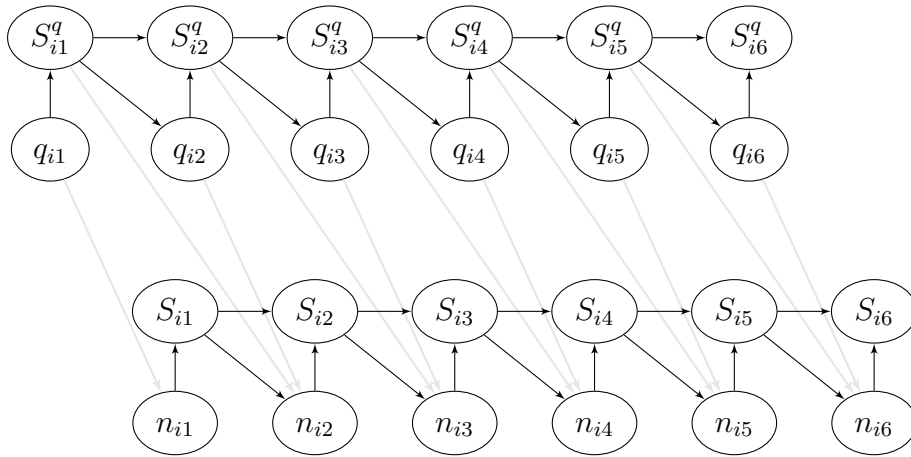 S^q_{i1} S^q_{i2} S^q_{i3} S^q_{i4} S^q_{i5} S^q_{i6}
q_{i1} q_{i2} q_{i3} q_{i4} q_{i5} q_{i6}
S_{i1} S_{i2} S_{i3} S_{i4} S_{i5} S_{i6}
n_{i1} n_{i2} n_{i3} n_{i4} n_{i5} n_{i6}